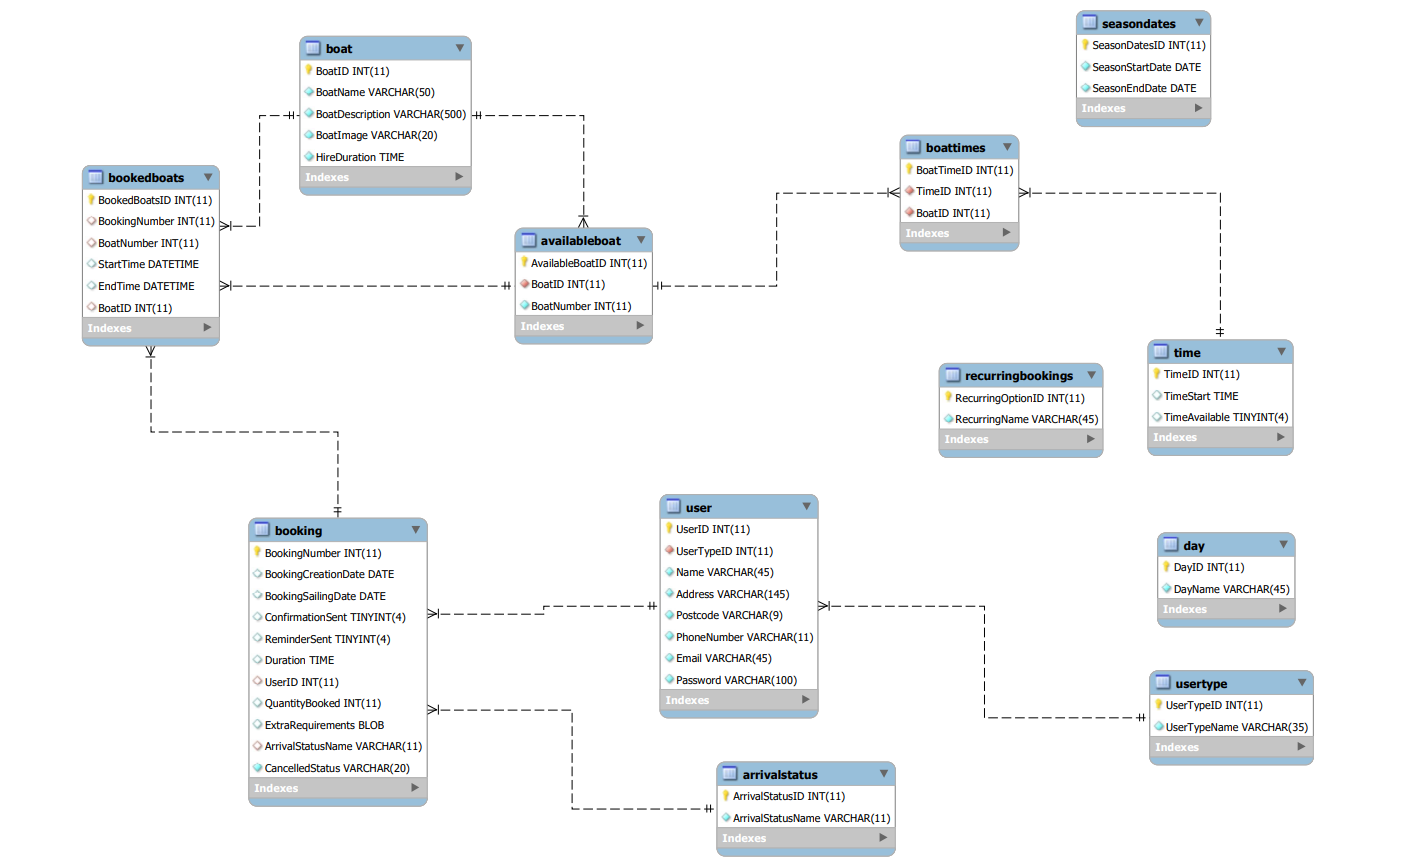 seasondates
SeasonDatesID INT(11)
SeasonStartDate DATE
SeasonEndDate DATE
Indexes
boat
BoatID INT(11)
BoatName VARCHAR(50)
BoatDescription VARCHAR(500)
BoatImage VARCHAR(20)
HireDuration TIME
Indexes
boattimes
BoatTimeID INT(11)
TimeID INT(11)
BoatID INT(11)
Indexes
bookedboats
BookedBoatsID INT(11)
BookingNumber INT(11)
BoatNumber INT(11)
StartTime DATETIME
EndTime DATETIME
BoatID INT(11)
Indexes
availableboat
AvailableBoatID INT(11)
BoatID INT(11)
BoatNumber INT(11)
Indexes
time
TimeID INT(11)
TimeStart TIME
TimeAvailable TINYINT(4)
Indexes
recurringbookings
RecurringOptionID INT(11)
RecurringName VARCHAR(45)
Indexes
booking
BookingNumber INT(11)
BookingCreationDate DATE
BookingSailingDate DATE
ConfirmationSent TINYINT(4)
ReminderSent TINYINT(4)
Duration TIME
UserID INT(11)
QuantityBooked INT(11)
ExtraRequirements BLOB
ArrivalStatusName VARCHAR(11)
CancelledStatus VARCHAR(20)
Indexes
user
UserID INT(11)
UserTypeID INT(11)
Name VARCHAR(45)
Address VARCHAR(145)
Postcode VARCHAR(9)
PhoneNumber VARCHAR(11)
Email VARCHAR(45)
Password VARCHAR(100)
Indexes
day
DayID INT(11)
DayName VARCHAR(45)
Indexes
usertype
UserTypeID INT(11)
UserTypeName VARCHAR(35)
Indexes
arrivalstatus
ArrivalStatusID INT(11)
ArrivalStatusName VARCHAR(11)
Indexes